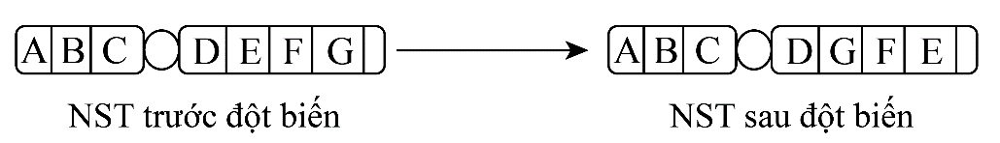 A B C D E F G A B C D G F E
NST trước đột biến NST sau đột biến